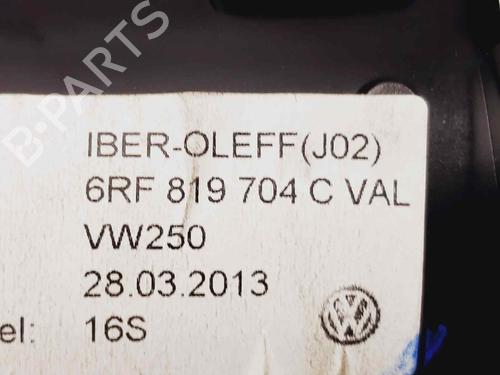 B-PARTS
IBER-OLEFF(J02)
6RF 819 704 C VAL
VW250
28.03.2013
el: 16S